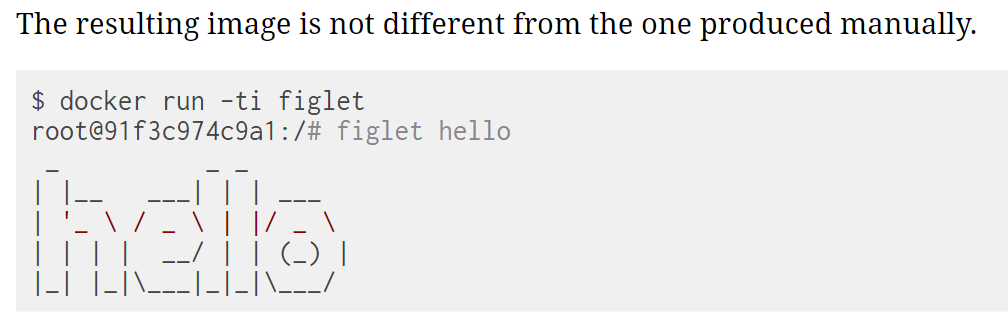 The resulting image is not different from the one produced manually.
$ docker run -ti figlet
root@91f3c974c9a1:/# figlet hello
 _          _ _
| |__   ___| | | ___
| '_ \ / _ \ | |/ _ \
| | | |  __/ | | (_) |
|_| |_|\___|_|_|\___/